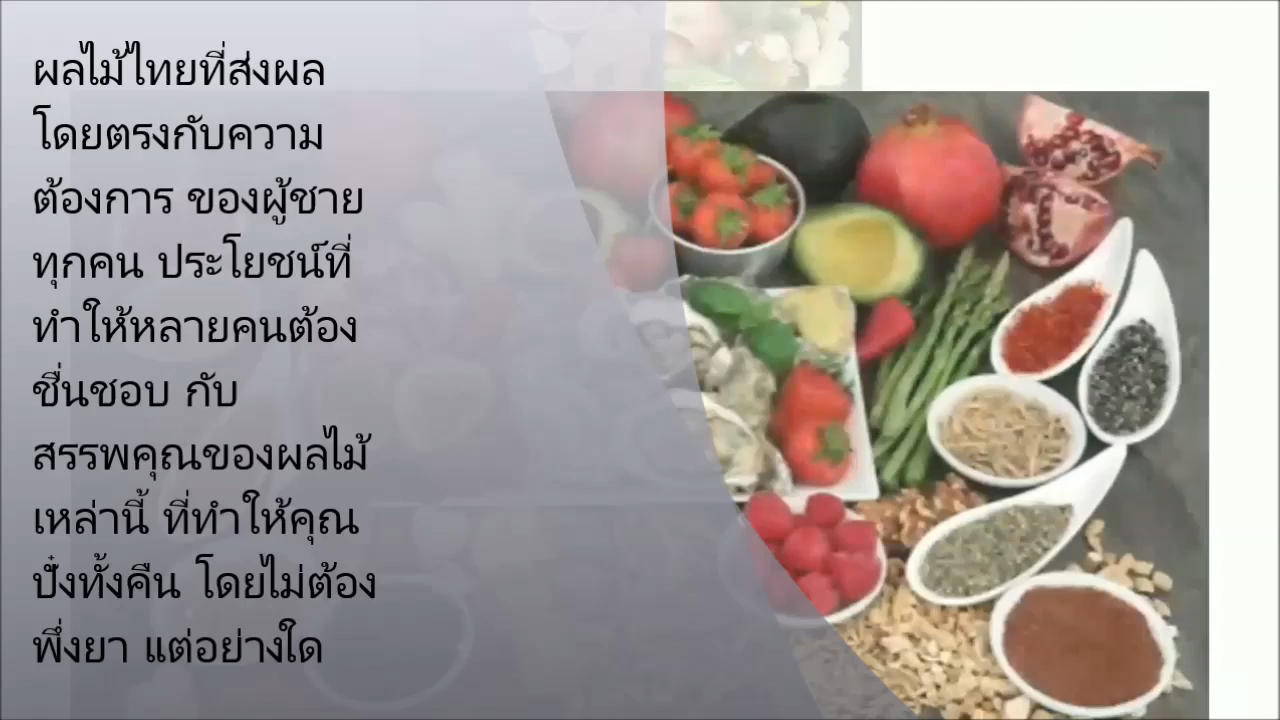 ผลไม้ไทยที่ส่งผล
โดยตรงกับความ
ต้องการ ของผู้ชาย
ทุกคน ประโยชน์ที่
ทำให้หลายคนต้อง
ชื่นชอบ กับ
สรรพคุณของผลไม้
เหล่านี้ ที่ทำให้คุณ
ปั๋งทั้งคืน โดยไม่ต้อง
พึ่งยา แต่อย่างใด